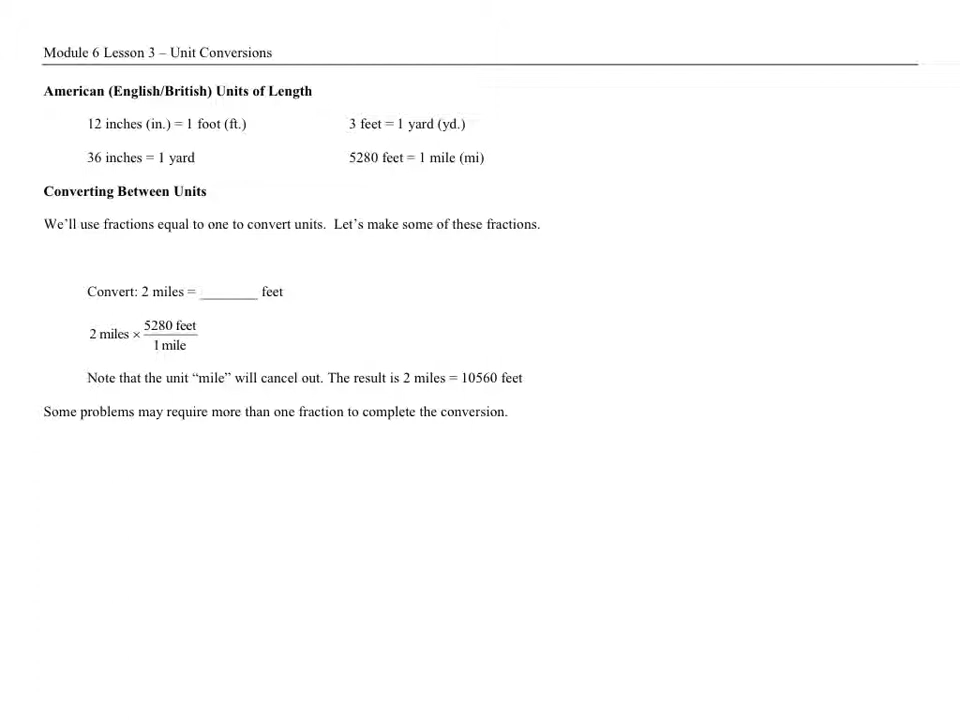 Module 6 Lesson 3 – Unit Conversions
American (English/British) Units of Length
12 inches (in.) = 1 foot (ft.) 3 feet = 1 yard (yd.)
36 inches = 1 yard 5280 feet = 1 mile (mi)
Converting Between Units
We’ll use fractions equal to one to convert units. Let’s make some of these fractions.
Convert: 2 miles = ________ feet
2 miles × 5280 feet
1 mile
Note that the unit “mile” will cancel out. The result is 2 miles = 10560 feet
Some problems may require more than one fraction to complete the conversion.